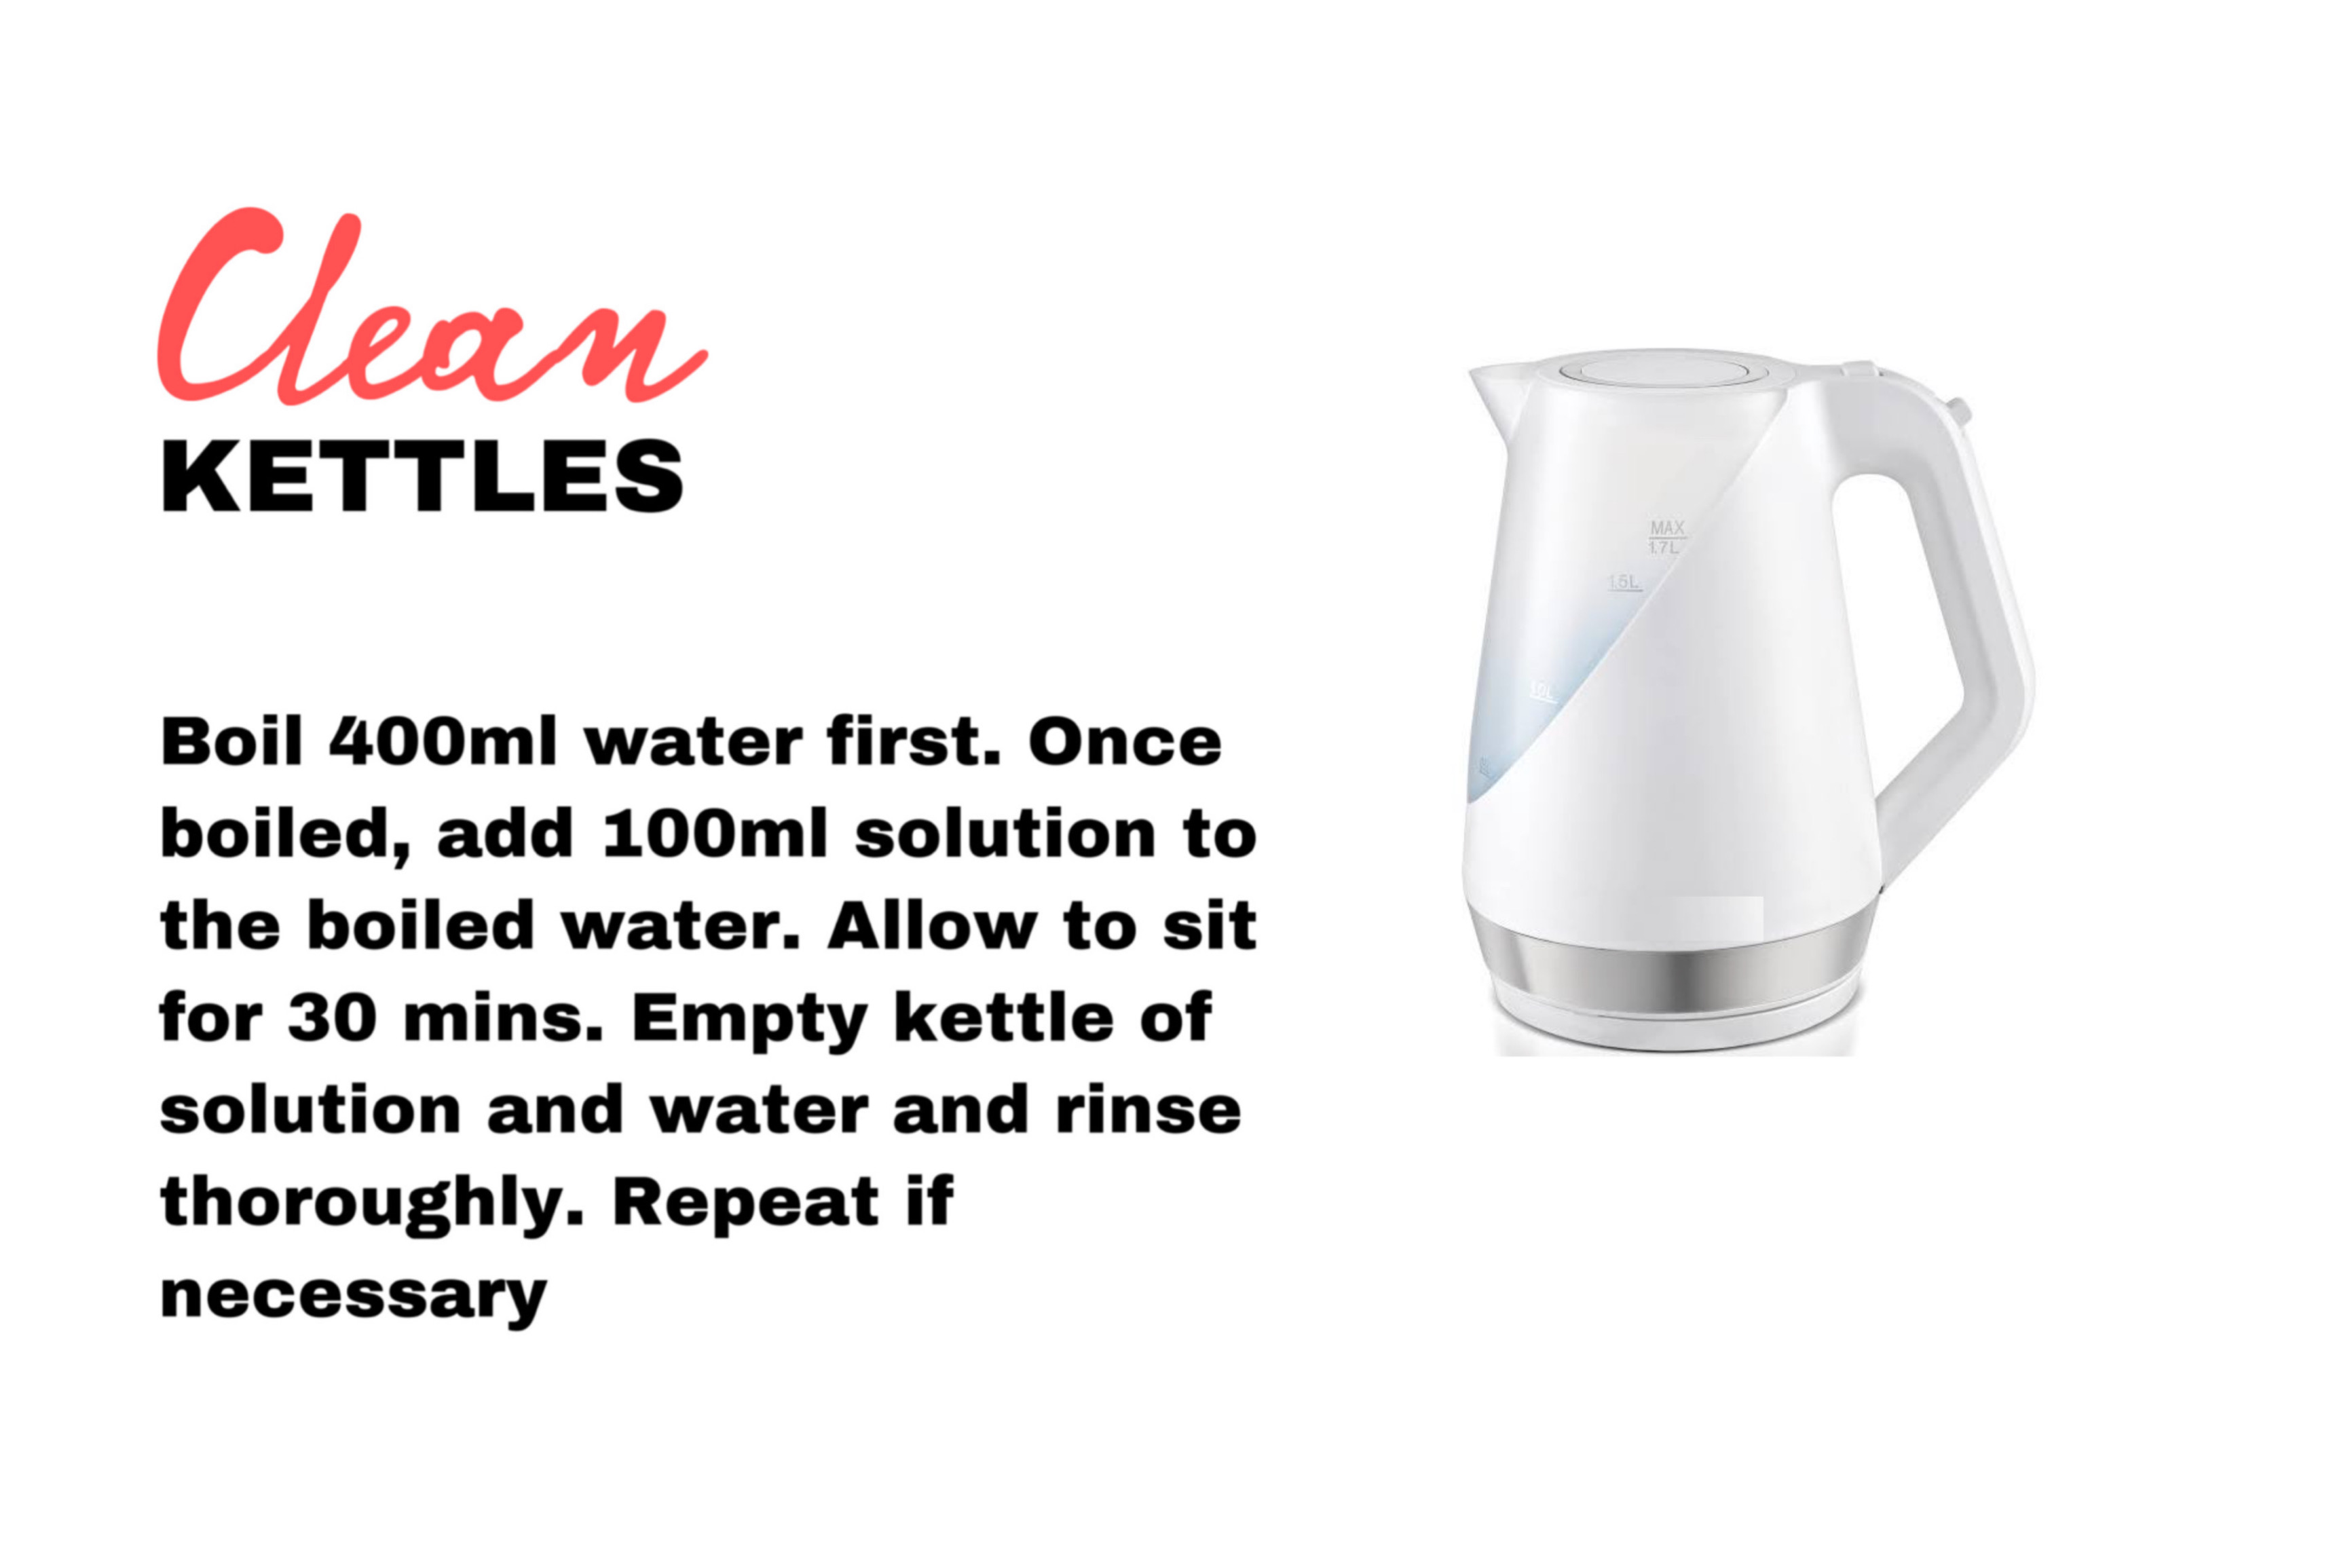 Clean
KETTLES
Boil 400ml water first. Once
boiled, add 100ml solution to
the boiled water. Allow to sit
for 30 mins. Empty kettle of
solution and water and rinse
thoroughly. Repeat if
necessary
MAX
1.7L
1.5L